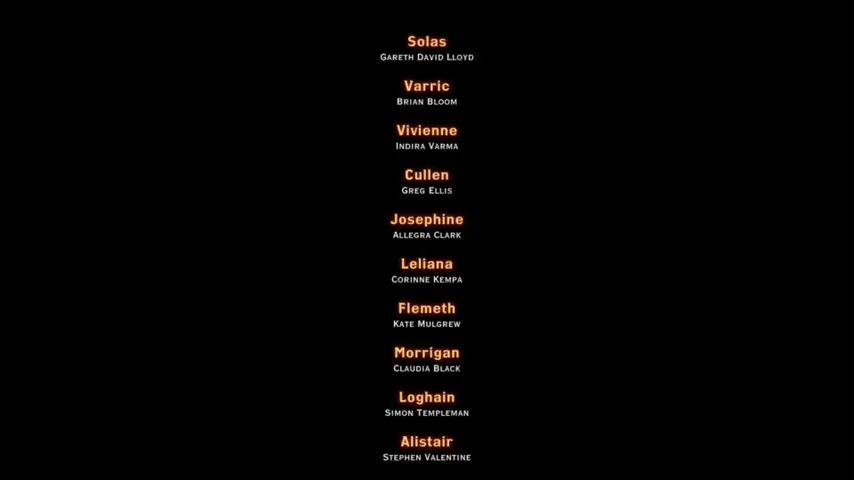 Solas
Gareth David Lloyd
Varric
Brian Bloom
Vivienne
Indira Varma
Cullen
Greg Ellis
Josephine
Allegra Clark
Leliana
Corinne Kempa
Flemeth
Kate Mulgrew
Morrigan
Claudia Black
Loghain
Simon Templeman
Alistair
Stephen Valentine